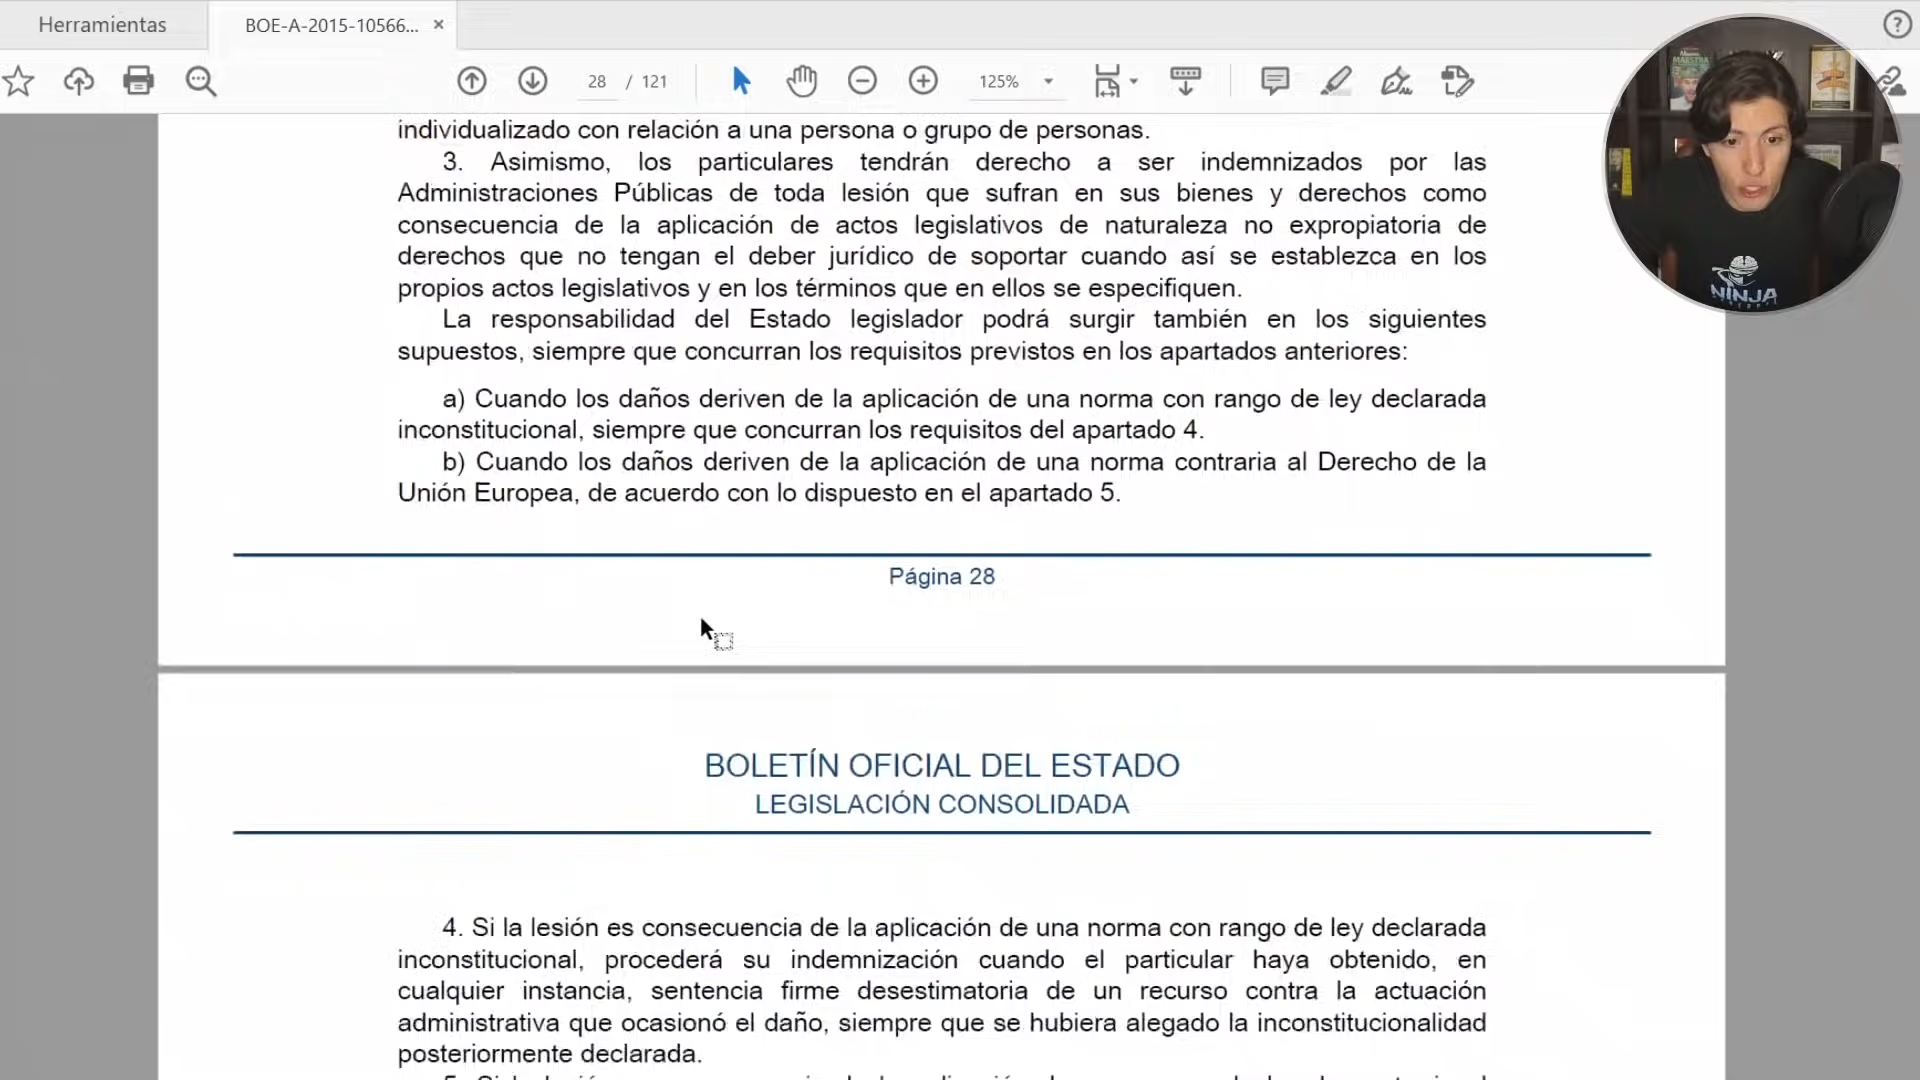 Herramientas
BOE-A-2015-10566...
28 / 121
125%
individualizado con relación a una persona o grupo de personas.
3. Asimismo, los particulares tendrán derecho a ser indemnizados por las
Administraciones Públicas de toda lesión que sufran en sus bienes y derechos como
consecuencia de la aplicación de actos legislativos de naturaleza no expropiatoria de
derechos que no tengan el deber jurídico de soportar cuando así se establezca en los
propios actos legislativos y en los términos que en ellos se especifiquen.
La responsabilidad del Estado legislador podrá surgir también en los siguientes
supuestos, siempre que concurran los requisitos previstos en los apartados anteriores:
a) Cuando los daños deriven de la aplicación de una norma con rango de ley declarada
inconstitucional, siempre que concurran los requisitos del apartado 4.
b) Cuando los daños deriven de la aplicación de una norma contraria al Derecho de la
Unión Europea, de acuerdo con lo dispuesto en el apartado 5.
Página 28
BOLETÍN OFICIAL DEL ESTADO
LEGISLACIÓN CONSOLIDADA
4. Si la lesión es consecuencia de la aplicación de una norma con rango de ley declarada
inconstitucional, procederá su indemnización cuando el particular haya obtenido, en
cualquier instancia, sentencia firme desestimatoria de un recurso contra la actuación
administrativa que ocasionó el daño, siempre que se hubiera alegado la inconstitucionalidad
posteriormente declarada.
NINJA